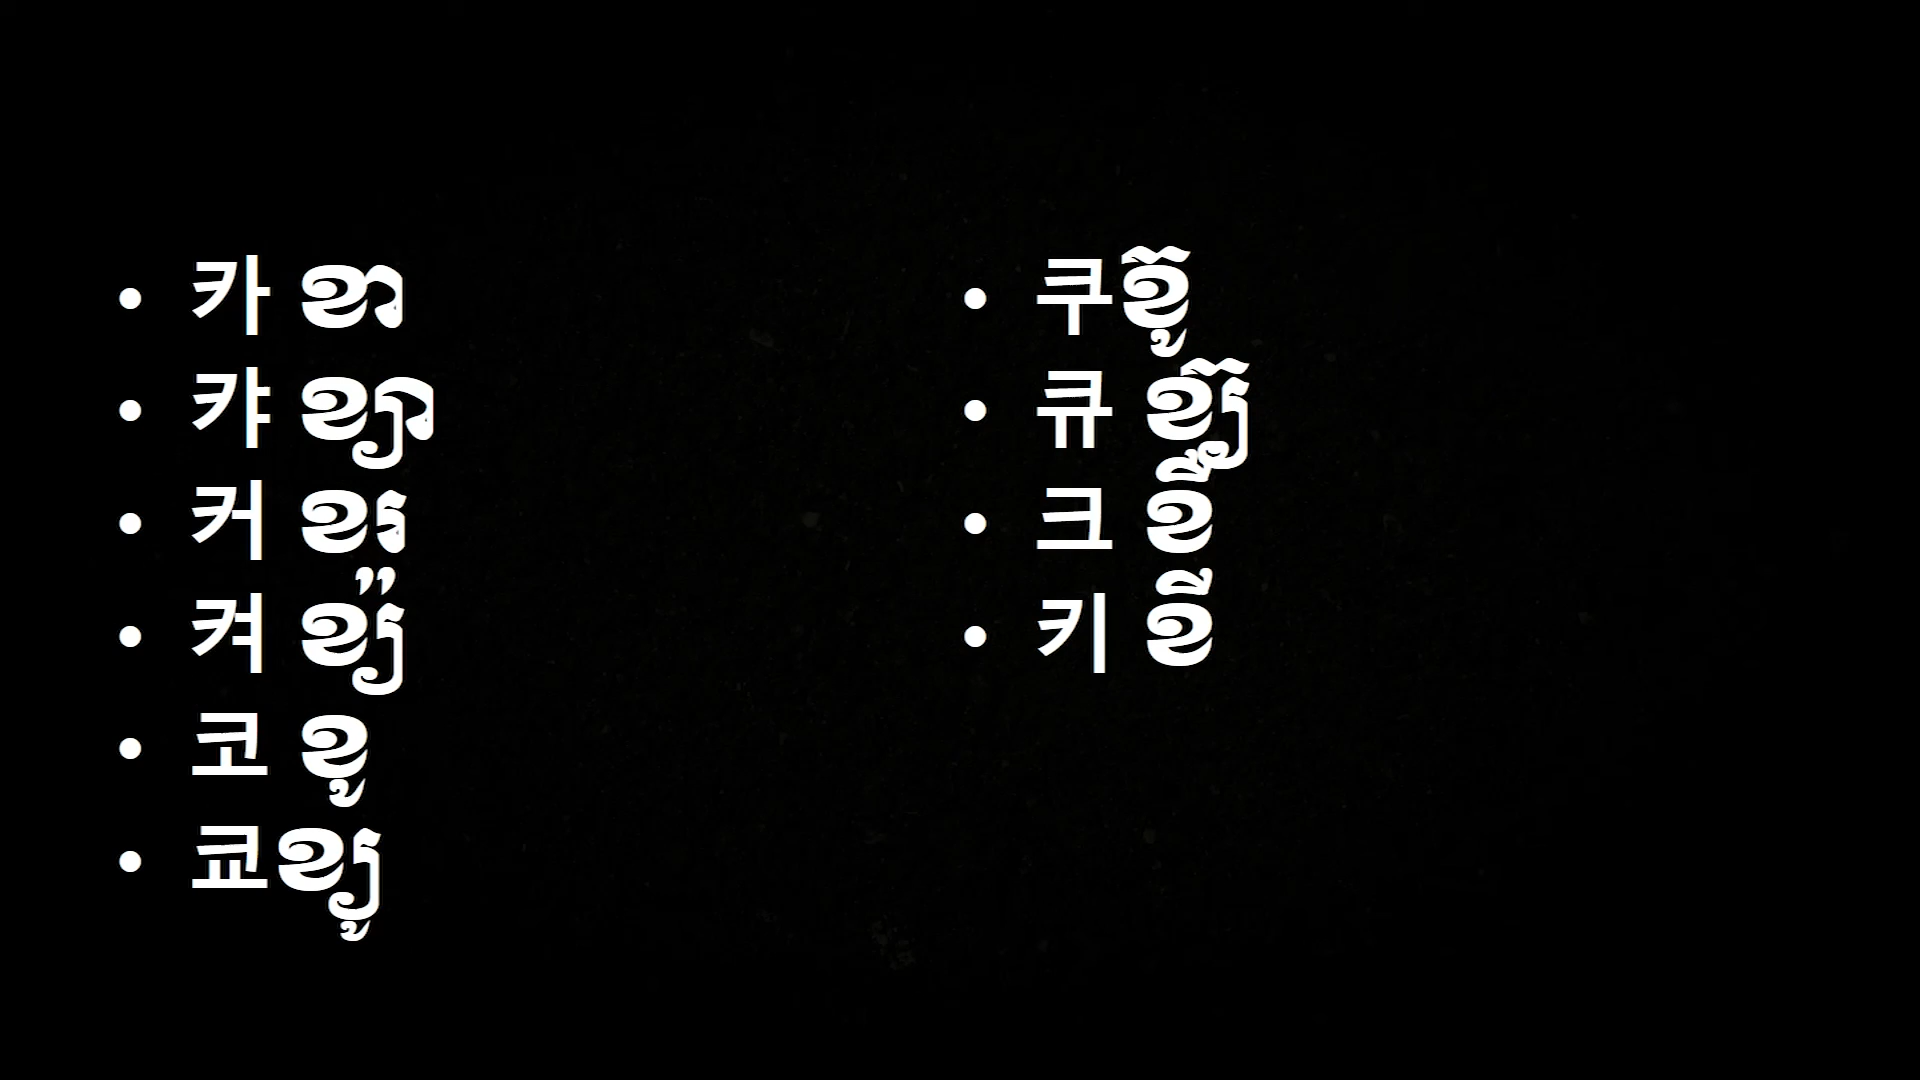 카 ខា
캬 ខ្យា
커 ខរ
켜 ខ្យ៉
코 ខូ
쿄ខ្យូ
쿠ខ៊ូ
큐 ខ្យ៊ូ
크 ខឺ
키 ខី